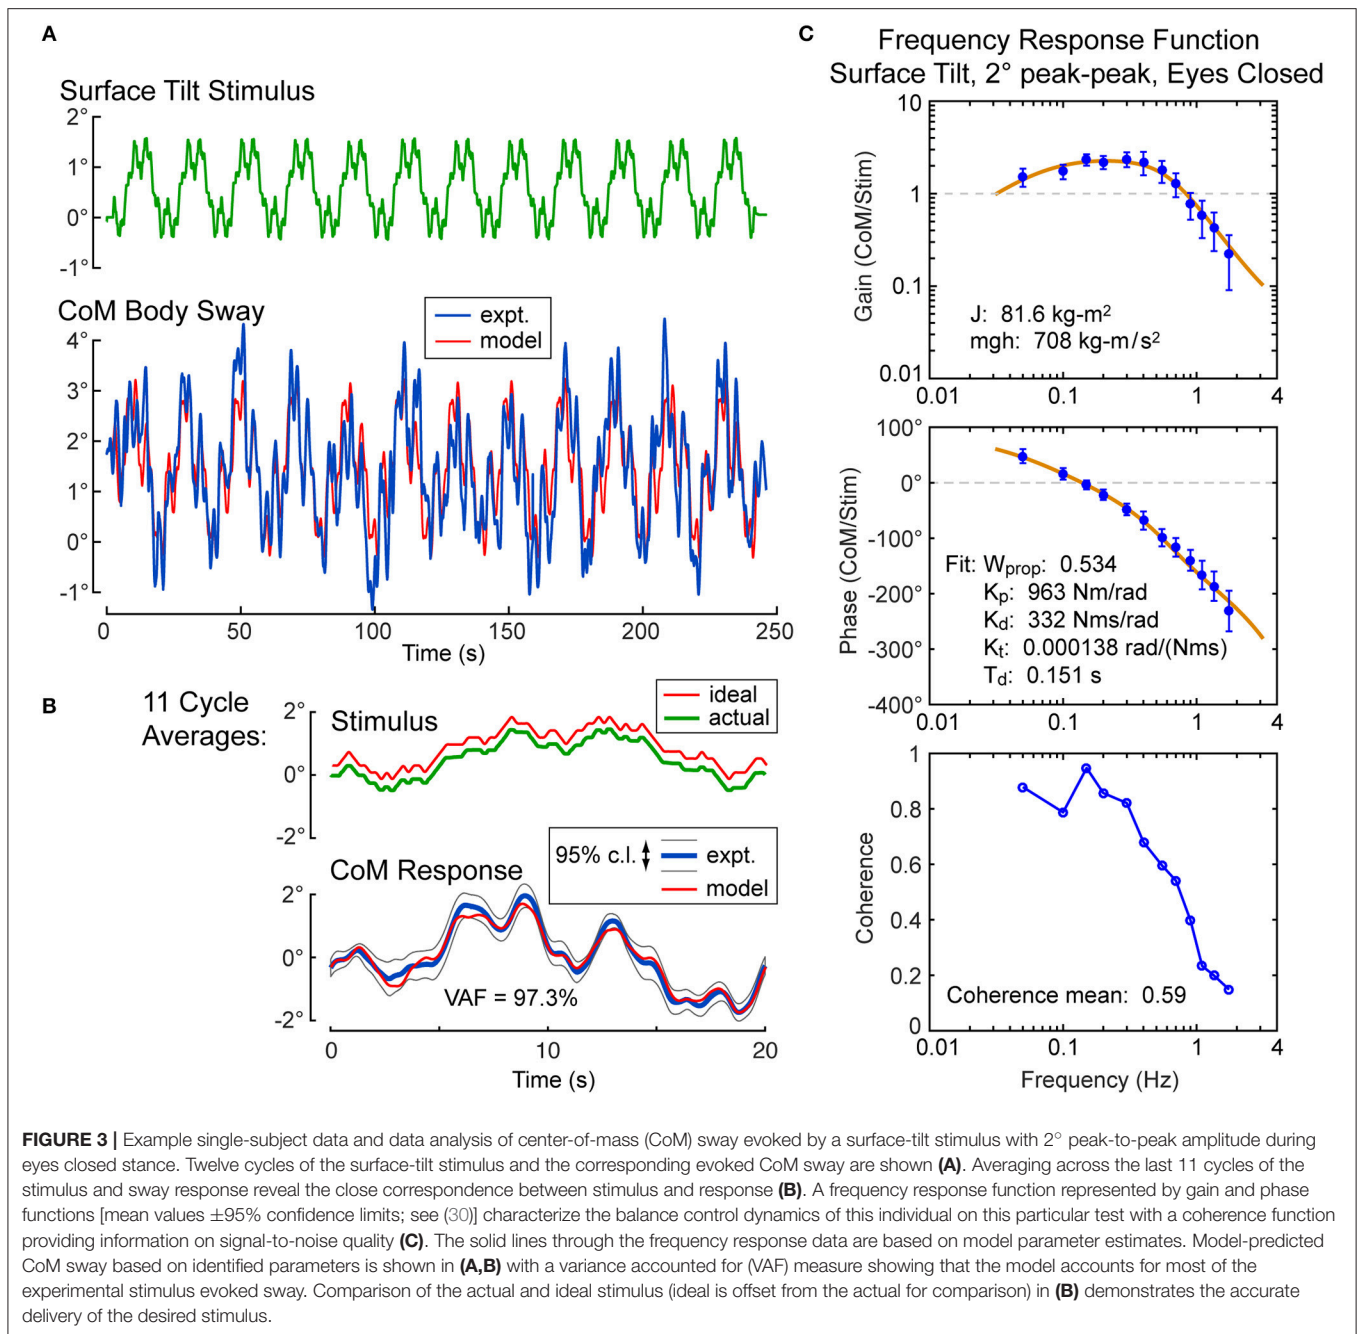 A
Surface Tilt Stimulus
2°
1°
0°
-1°
CoM Body Sway
expt.
model
4°
3°
2°
1°
0°
-1°
0 50 100 150 200 250
Time (s)
B
11 Cycle
Averages:
Stimulus
ideal
actual
2°
0°
-2°
95% c.l.
expt.
model
CoM Response
2°
0°
-2°
VAF = 97.3%
0 10 20
Time (s)
C
Frequency Response Function
Surface Tilt, 2° peak-peak, Eyes Closed
Gain (CoM/Stim)
10
1
0.1
0.01
J: 81.6 kg-m²
mgh: 708 kg-m/s²
0.01 0.1 1 4
Phase (CoM/Stim)
100°
0°
-100°
-200°
-300°
-400°
Fit: Wprop: 0.534
Kp: 963 Nm/rad
Kd: 332 Nms/rad
Kt: 0.000138 rad/(Nms)
Td: 0.151 s
0.01 0.1 1 4
Coherence
1
0.8
0.6
0.4
0.2
0
Coherence mean: 0.59
0.01 0.1 1 4
Frequency (Hz)
FIGURE 3 | Example single-subject data and data analysis of center-of-mass (CoM) sway evoked by a surface-tilt stimulus with 2° peak-to-peak amplitude during
eyes closed stance. Twelve cycles of the surface-tilt stimulus and the corresponding evoked CoM sway are shown (A). Averaging across the last 11 cycles of the
stimulus and sway response reveal the close correspondence between stimulus and response (B). A frequency response function represented by gain and phase
functions [mean values ±95% confidence limits; see (30)] characterize the balance control dynamics of this individual on this particular test with a coherence function
providing information on signal-to-noise quality (C). The solid lines through the frequency response data are based on model parameter estimates. Model-predicted
CoM sway based on identified parameters is shown in (A,B) with a variance accounted for (VAF) measure showing that the model accounts for most of the
experimental stimulus evoked sway. Comparison of the actual and ideal stimulus (ideal is offset from the actual for comparison) in (B) demonstrates the accurate
delivery of the desired stimulus.